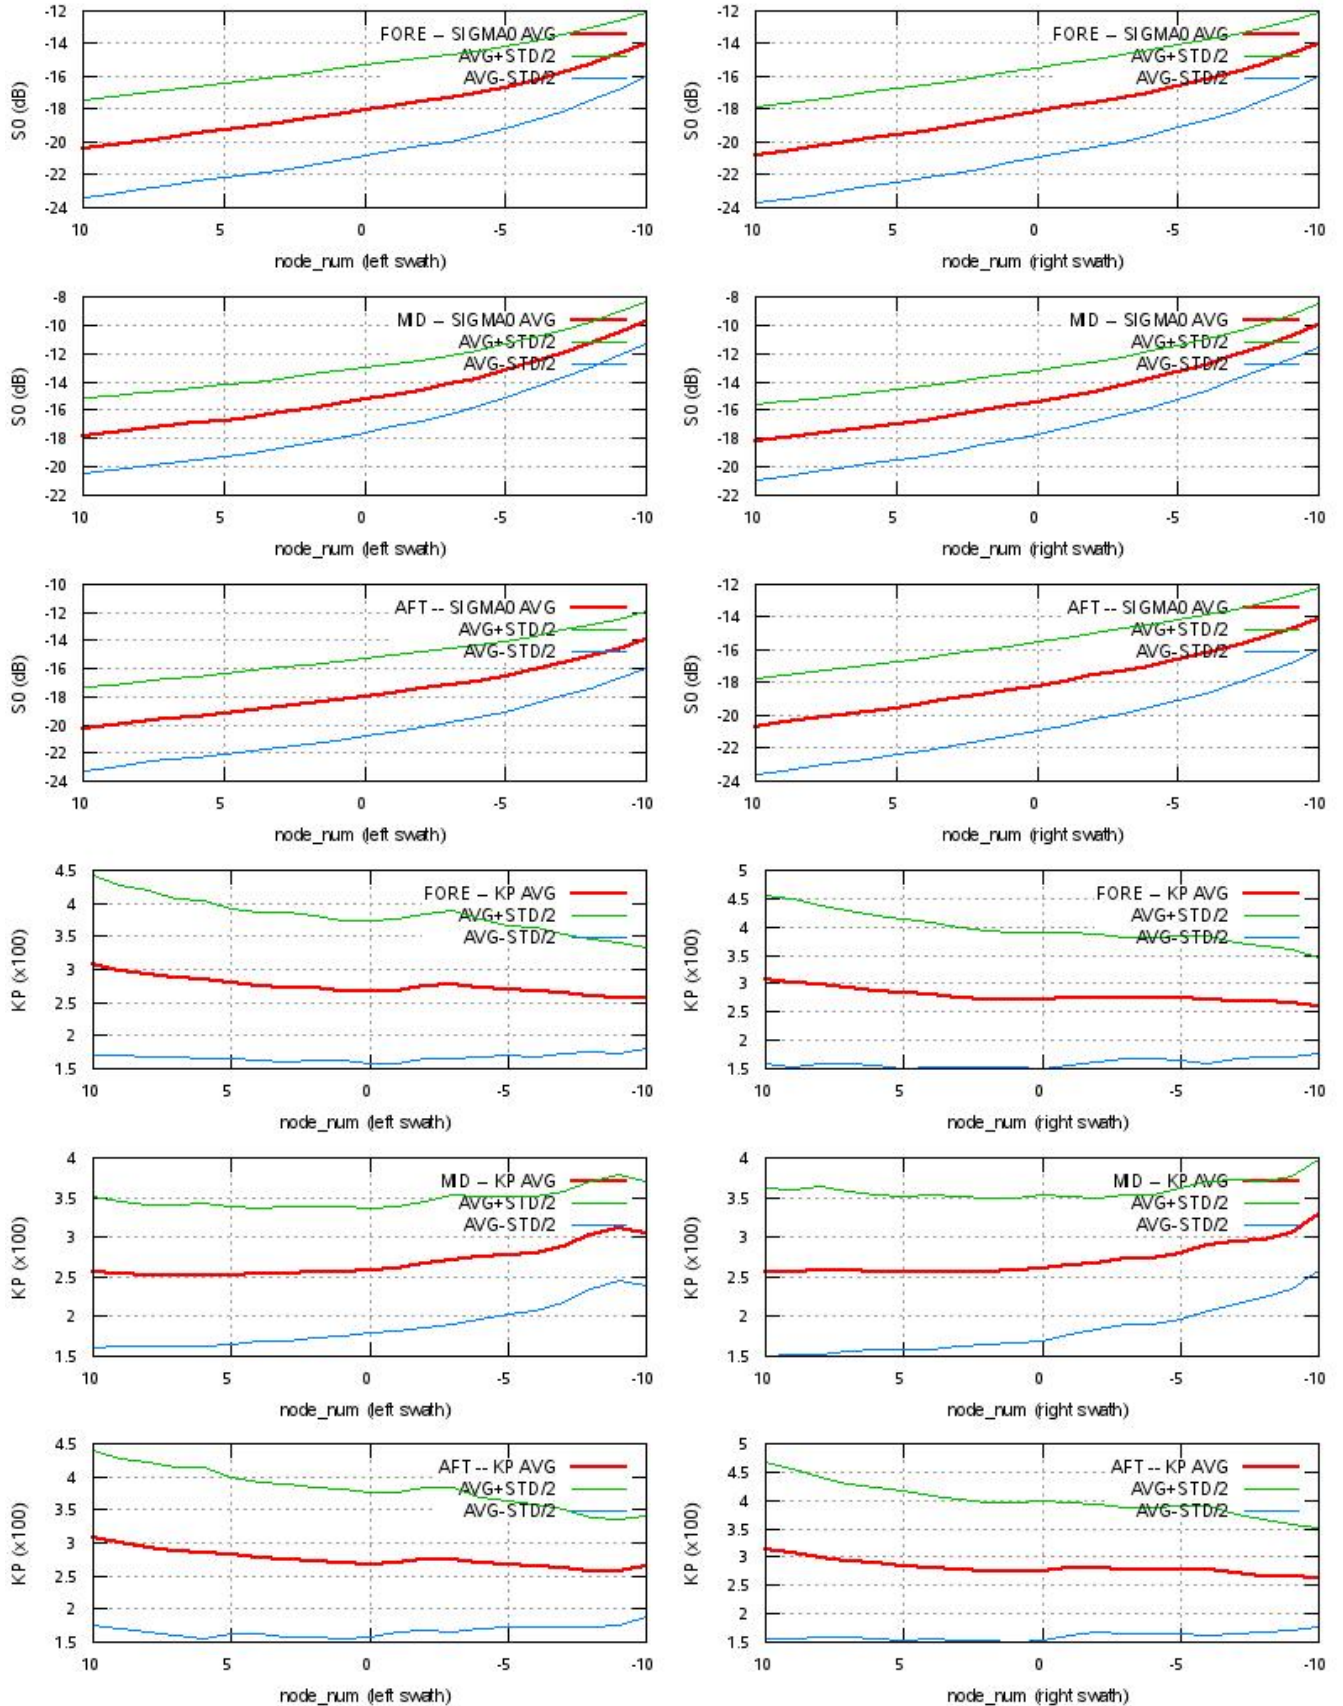 -12
-14
-16
-18
-20
-22
-24
S0 (dB)
FORE – SIGMA0 AVG
AVG+STD/2
AVG-STD/2
10 5 0 -5 -10
node_num (left swath)
-12
-14
-16
-18
-20
-22
-24
S0 (dB)
FORE – SIGMA0 AVG
AVG+STD/2
AVG-STD/2
10 5 0 -5 -10
node_num (right swath)
-8
-10
-12
-14
-16
-18
-20
-22
S0 (dB)
MID – SIGMA0 AVG
AVG+STD/2
AVG-STD/2
10 5 0 -5 -10
node_num (left swath)
-8
-10
-12
-14
-16
-18
-20
-22
S0 (dB)
MID – SIGMA0 AVG
AVG+STD/2
AVG-STD/2
10 5 0 -5 -10
node_num (right swath)
-10
-12
-14
-16
-18
-20
-22
-24
S0 (dB)
AFT -- SIGMA0 AVG
AVG+STD/2
AVG-STD/2
10 5 0 -5 -10
node_num (left swath)
-12
-14
-16
-18
-20
-22
-24
S0 (dB)
AFT -- SIGMA0 AVG
AVG+STD/2
AVG-STD/2
10 5 0 -5 -10
node_num (right swath)
4.5
4
3.5
3
2.5
2
1.5
KP (x100)
FORE – KP AVG
AVG+STD/2
AVG-STD/2
10 5 0 -5 -10
node_num (left swath)
5
4.5
4
3.5
3
2.5
2
1.5
KP (x100)
FORE – KP AVG
AVG+STD/2
AVG-STD/2
10 5 0 -5 -10
node_num (right swath)
4
3.5
3
2.5
2
1.5
KP (x100)
MID – KP AVG
AVG+STD/2
AVG-STD/2
10 5 0 -5 -10
node_num (left swath)
4
3.5
3
2.5
2
1.5
KP (x100)
MID – KP AVG
AVG+STD/2
AVG-STD/2
10 5 0 -5 -10
node_num (right swath)
4.5
4
3.5
3
2.5
2
1.5
KP (x100)
AFT -- KP AVG
AVG+STD/2
AVG-STD/2
10 5 0 -5 -10
node_num (left swath)
5
4.5
4
3.5
3
2.5
2
1.5
KP (x100)
AFT -- KP AVG
AVG+STD/2
AVG-STD/2
10 5 0 -5 -10
node_num (right swath)